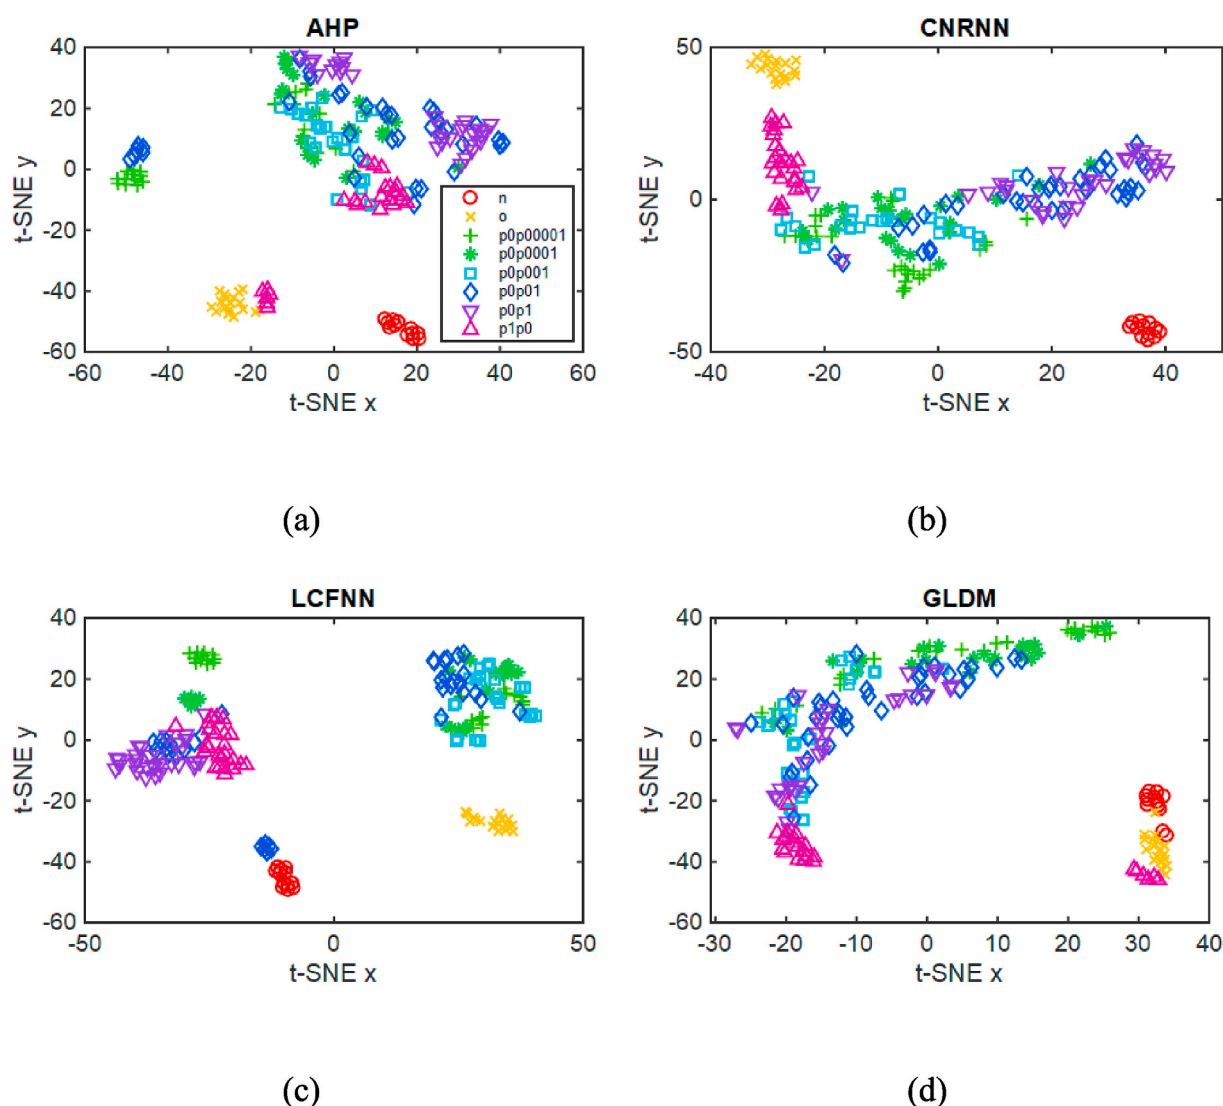 AHP
40
20
0
-20
-40
-60
t-SNE y
-60 -40 -20 0 20 40 60
t-SNE x
n
o
p0p00001
p0p0001
p0p001
p0p01
p0p1
p1p0
(a)
CNRNN
50
0
-50
t-SNE y
-40 -20 0 20 40
t-SNE x
(b)
LCFNN
40
20
0
-20
-40
-60
t-SNE y
-50 0 50
t-SNE x
(c)
GLDM
40
20
0
-20
-40
-60
t-SNE y
-30 -20 -10 0 10 20 30 40
t-SNE x
(d)